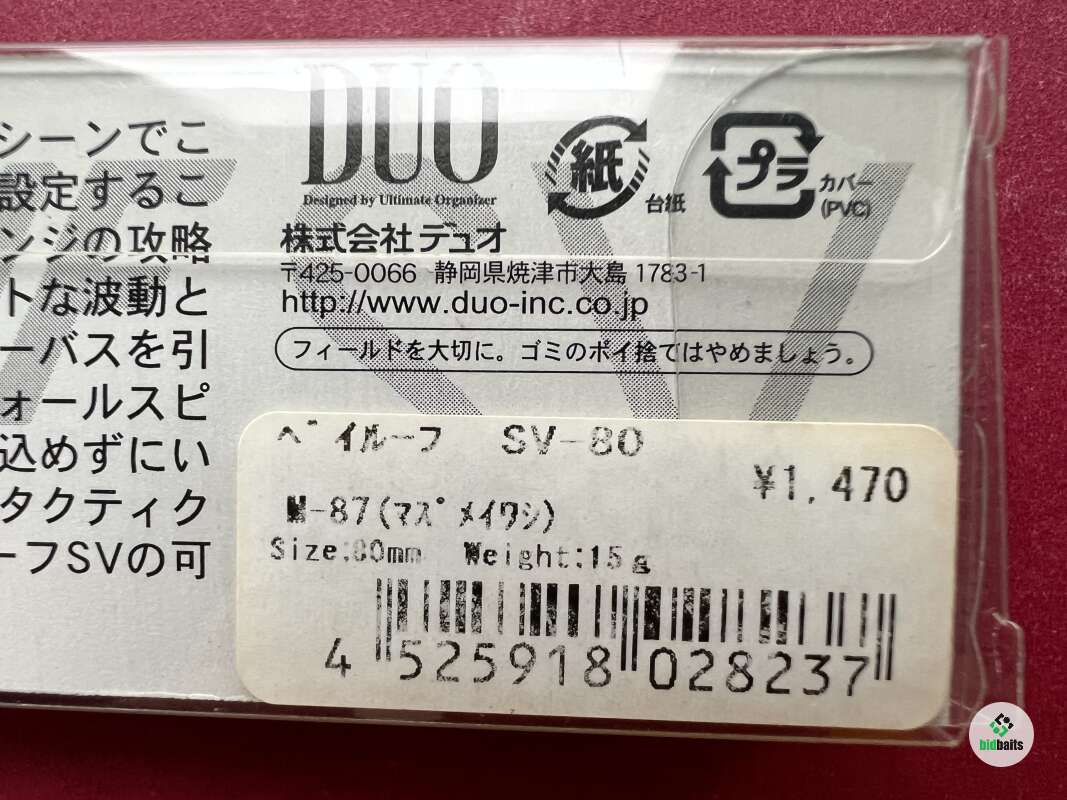 シーンでこ
設定するこ
ンジの攻略
トな波動と
ーバスを引
ォールスピ
込めずにい
タクティク
ーフSVの可
DUO
Designed by Ultimate Organizer
紙
台紙
プラ
カバー
(PVC)
株式会社デュオ
〒425-0066 静岡県焼津市大島 1783-1
http://www.duo-inc.co.jp
フィールドを大切に。ゴミのポイ捨てはやめましょう。
ベイルーフ SV-80
¥1,470
M-87(マズメイワシ)
Size:80mm Weight:15g
4 525918 028237
bidbaits